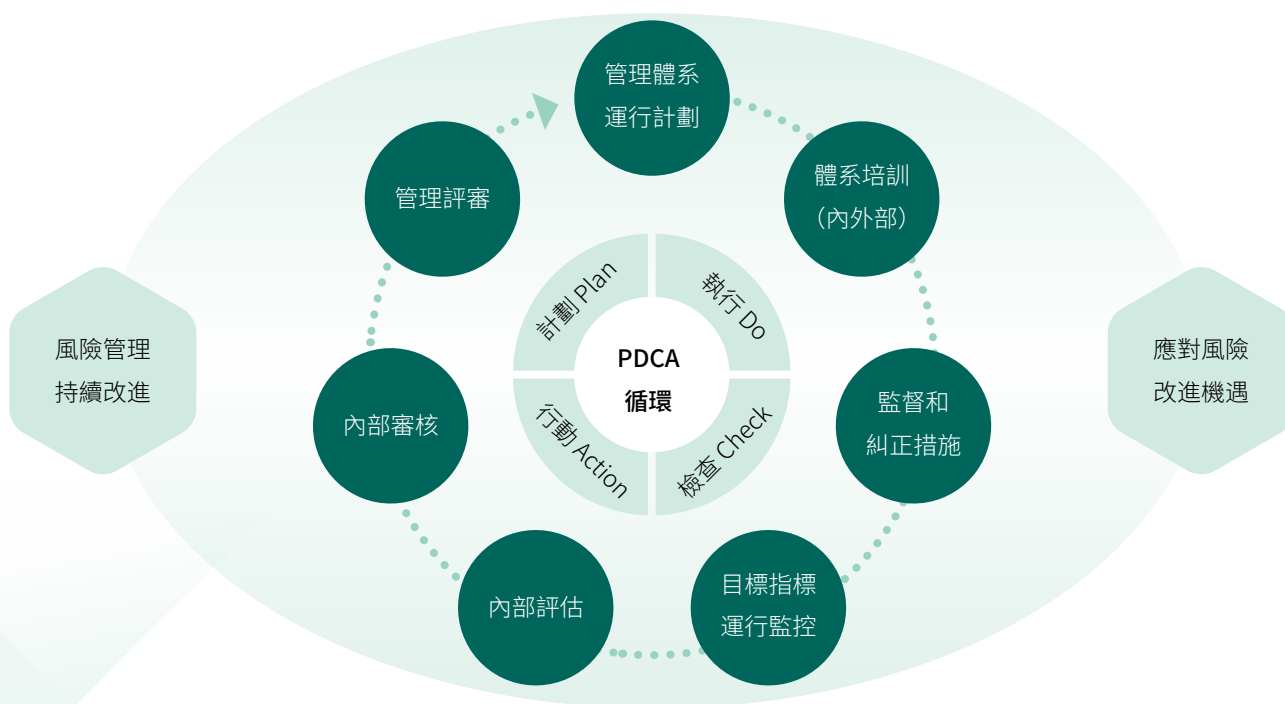 管理體系
運行計劃
體系培訓
（內外部）
監督和
糾正措施
目標指標
運行監控
內部評估
內部審核
管理評審
計劃 Plan
執行 Do
檢查 Check
行動 Action
PDCA
循環
風險管理
持續改進
應對風險
改進機遇